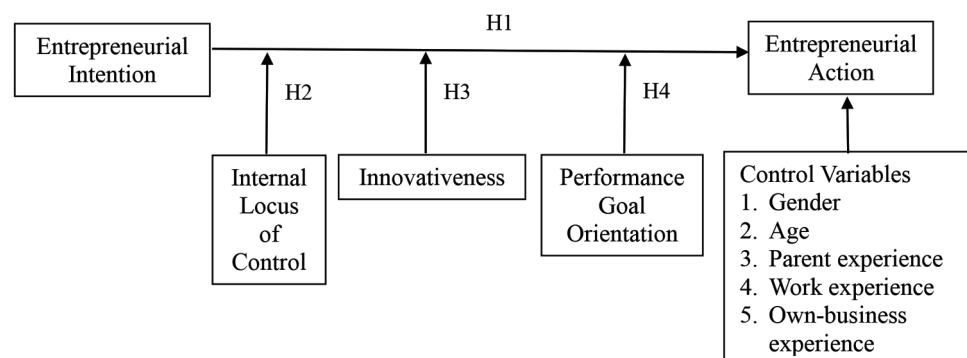 H1
Entrepreneurial
Intention
Entrepreneurial
Action
H2
H3
H4
Internal
Locus
of
Control
Innovativeness
Performance
Goal
Orientation
Control Variables
1. Gender
2. Age
3. Parent experience
4. Work experience
5. Own-business
experience